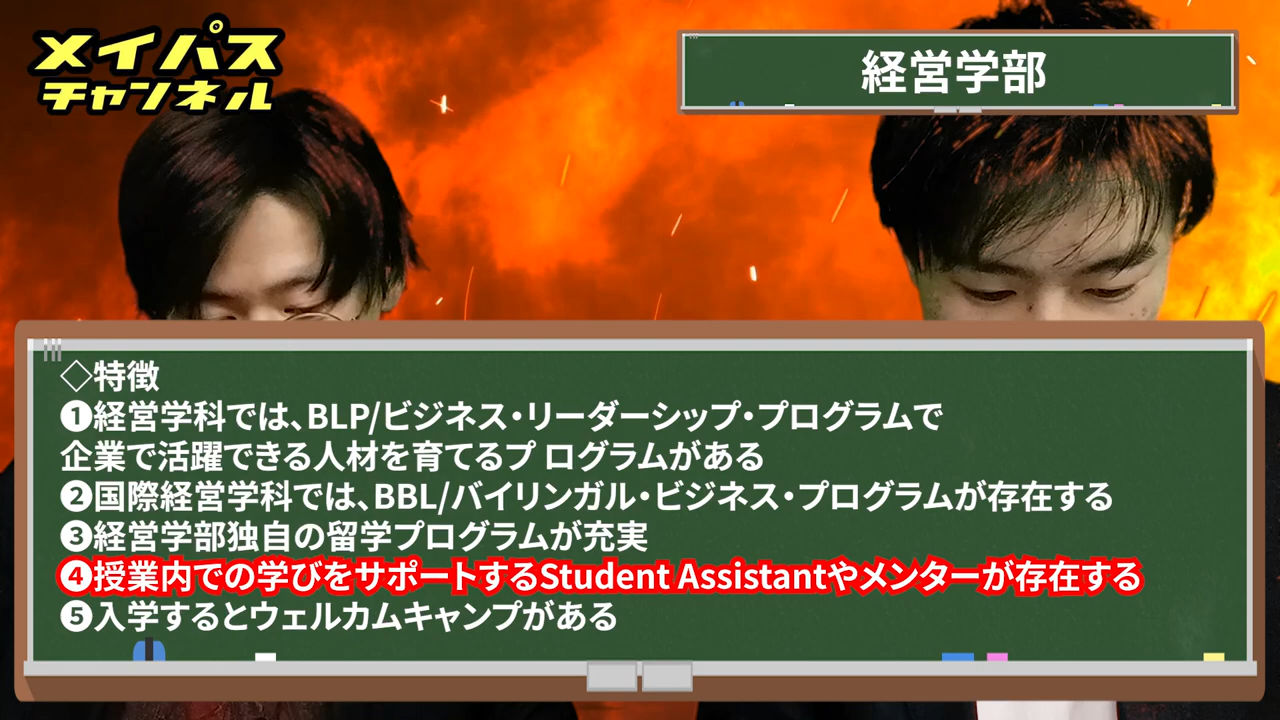 メイパス
チャンネル
経営学部
◇特徴
❶経営学科では、BLP/ビジネス・リーダーシップ・プログラムで
企業で活躍できる人材を育てるプ ログラムがある
❷国際経営学科では、BBL/バイリンガル・ビジネス・プログラムが存在する
❸経営学部独自の留学プログラムが充実
❹授業内での学びをサポートするStudent Assistantやメンターが存在する
❺入学するとウェルカムキャンプがある